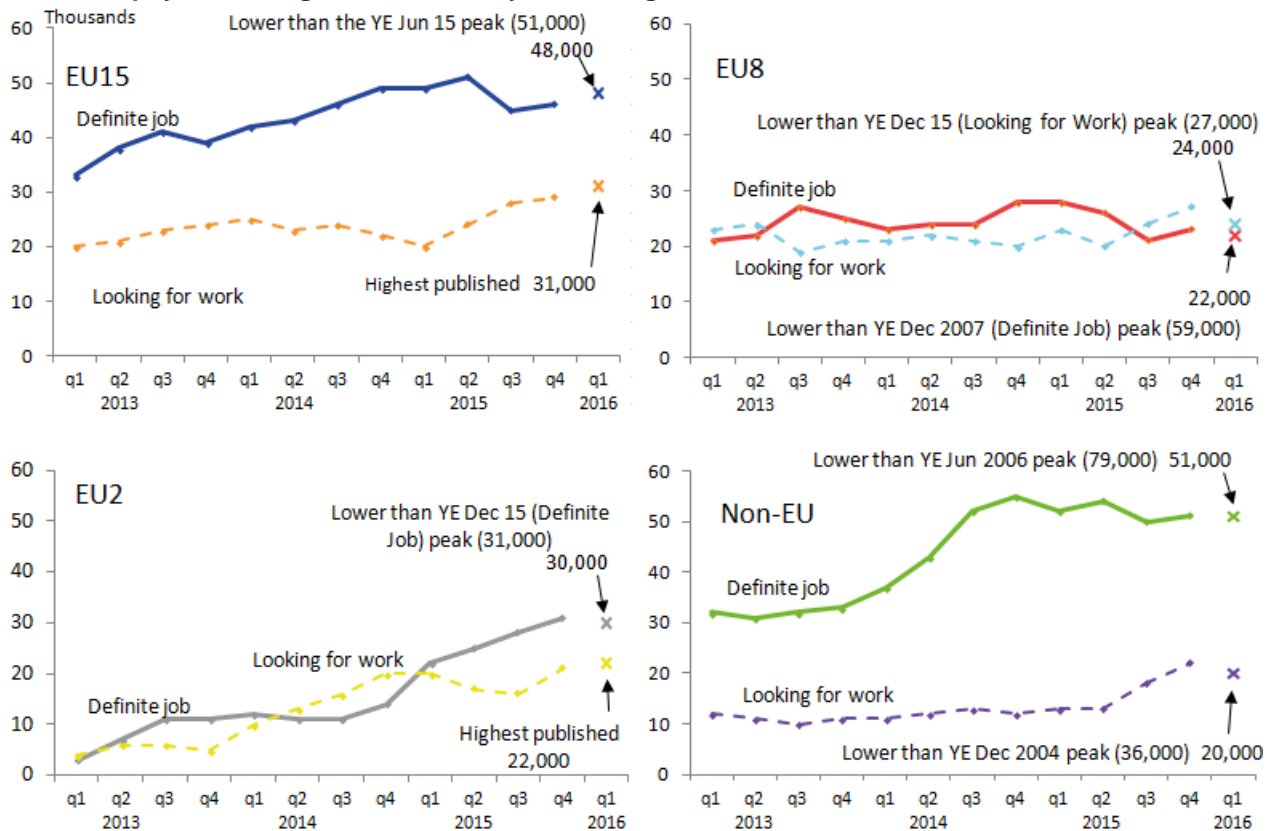 Thousands
Lower than the YE Jun 15 peak (51,000)
48,000
EU15
Definite job
Highest published 31,000
Looking for work
60
50
40
30
20
10
0
q1 q2 q3 q4 q1 q2 q3 q4 q1 q2 q3 q4 q1
2013 2014 2015 2016
EU8
Lower than YE Dec 15 (Looking for Work) peak (27,000)
24,000
Definite job
Looking for work
22,000
Lower than YE Dec 2007 (Definite Job) peak (59,000)
60
50
40
30
20
10
0
q1 q2 q3 q4 q1 q2 q3 q4 q1 q2 q3 q4 q1
2013 2014 2015 2016
EU2
Lower than YE Dec 15 (Definite
Job) peak (31,000)
30,000
Looking for work
Definite job
Highest published
22,000
60
50
40
30
20
10
0
q1 q2 q3 q4 q1 q2 q3 q4 q1 q2 q3 q4 q1
2013 2014 2015 2016
Lower than YE Jun 2006 peak (79,000) 51,000
Non-EU
Definite job
Looking for work
Lower than YE Dec 2004 peak (36,000) 20,000
60
50
40
30
20
10
0
q1 q2 q3 q4 q1 q2 q3 q4 q1 q2 q3 q4 q1
2013 2014 2015 2016